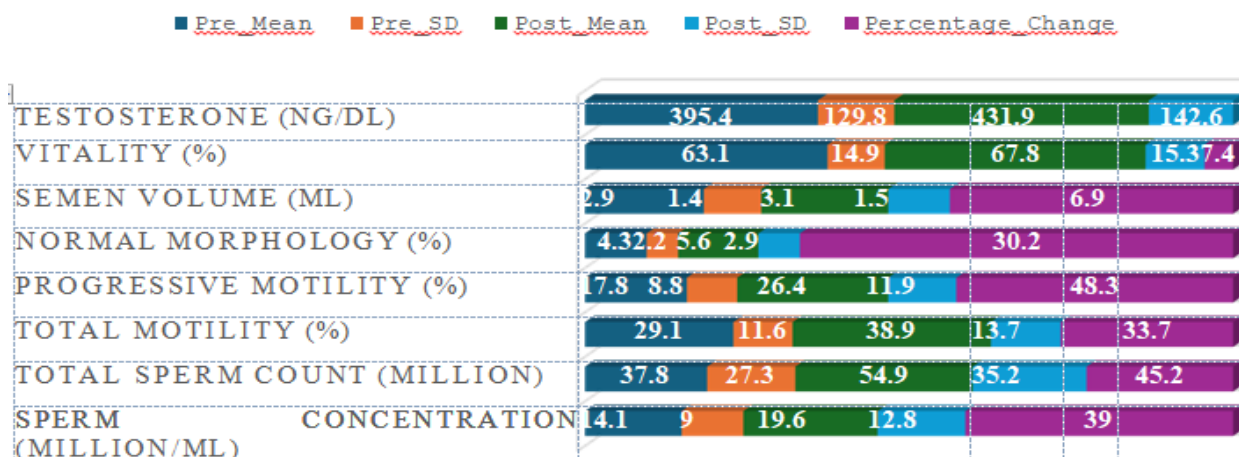 Pre_Mean Pre_SD Post_Mean Post_SD Percentage_Change
TESTOSTERONE (NG/DL) 395.4 129.8 431.9 142.6
VITALITY (%) 63.1 14.9 67.8 15.3 7.4
SEMEN VOLUME (ML) 2.9 1.4 3.1 1.5 6.9
NORMAL MORPHOLOGY (%) 4.3 2.2 5.6 2.9 30.2
PROGRESSIVE MOTILITY (%) 17.8 8.8 26.4 11.9 48.3
TOTAL MOTILITY (%) 29.1 11.6 38.9 13.7 33.7
TOTAL SPERM COUNT (MILLION) 37.8 27.3 54.9 35.2 45.2
SPERM CONCENTRATION 14.1 9 19.6 12.8 39
(MILLION/ML)